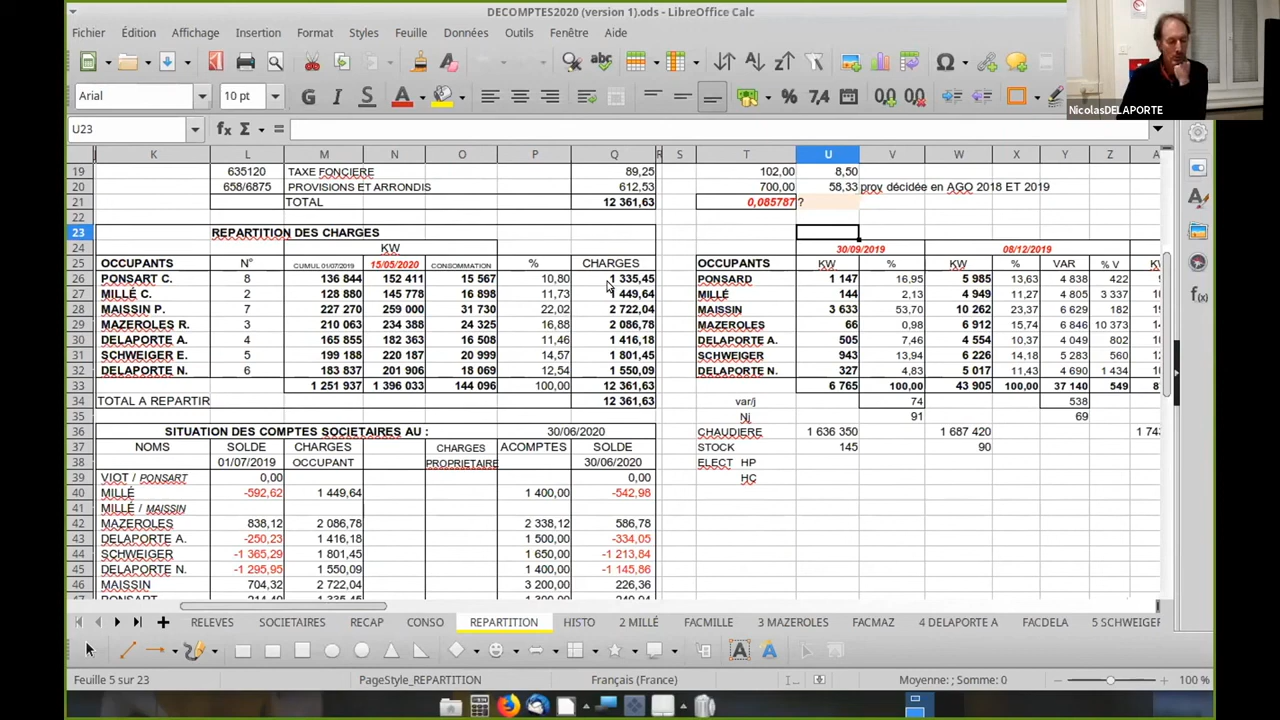 DECOMPTES2020 (version 1).ods - LibreOffice Calc
Fichier Édition Affichage Insertion Format Styles Feuille Données Outils Fenêtre Aide
Arial 10 pt
U23
NicolasDELAPORTE
K L M N O P Q R S T U V W X Y Z
19 635120 TAXE FONCIERE 89,25 102,00 8,50
20 658/6875 PROVISIONS ET ARRONDIS 612,53 700,00 58,33 prov décidée en AGO 2018 ET 2019
21 TOTAL 12 361,63 0,085787 ?
22
23 REPARTITION DES CHARGES
24 KW 30/09/2019 08/12/2019
25 OCCUPANTS N° CUMUL 01/07/2019 15/05/2020 CONSOMMATION % CHARGES OCCUPANTS KW % KW % VAR % V
26 PONSART C. 8 136 844 152 411 15 567 10,80 1 335,45 PONSARD 1 147 16,95 5 985 13,63 4 838 422
27 MILLÉ C. 2 128 880 145 778 16 898 11,73 1 449,64 MILLÉ 144 2,13 4 949 11,27 4 805 3 337
28 MAISSIN P. 7 227 270 259 000 31 730 22,02 2 722,04 MAISSIN 3 633 53,70 10 262 23,37 6 629 182
29 MAZEROLES R. 3 210 063 234 388 24 325 16,88 2 086,78 MAZEROLES 66 0,98 6 912 15,74 6 846 10 373
30 DELAPORTE A. 4 165 855 182 363 16 508 11,46 1 416,18 DELAPORTE A. 505 7,46 4 554 10,37 4 049 802
31 SCHWEIGER E. 5 199 188 220 187 20 999 14,57 1 801,45 SCHWEIGER 943 13,94 6 226 14,18 5 283 560
32 DELAPORTE N. 6 183 837 201 906 18 069 12,54 1 550,09 DELAPORTE N. 327 4,83 5 017 11,43 4 690 1 434
33 1 251 937 1 396 033 144 096 100,00 12 361,63 6 765 100,00 43 905 100,00 37 140 549
34 TOTAL A REPARTIR 12 361,63 var/j 74 538
35 Nj 91 69
36 SITUATION DES COMPTES SOCIETAIRES AU : 30/06/2020 CHAUDIERE 1 636 350 1 687 420
37 NOMS SOLDE CHARGES CHARGES ACOMPTES SOLDE STOCK 145 90
38 01/07/2019 OCCUPANT PROPRIETAIRE 30/06/2020 ELECT HP
39 VIOT / PONSART 0,00 0,00 HC
40 MILLÉ -592,62 1 449,64 1 400,00 -542,98
41 MILLÉ / MAISSIN
42 MAZEROLES 838,12 2 086,78 2 338,12 586,78
43 DELAPORTE A. -250,23 1 416,18 1 500,00 -334,05
44 SCHWEIGER -1 365,29 1 801,45 1 650,00 -1 213,84
45 DELAPORTE N. -1 295,95 1 550,09 1 400,00 -1 145,86
46 MAISSIN 704,32 2 722,04 3 200,00 226,36
RELEVES SOCIETAIRES RECAP CONSO REPARTITION HISTO 2 MILLÉ FACMILLE 3 MAZEROLES FACMAZ 4 DELAPORTE A FACDELA 5 SCHWEIGER
Feuille 5 sur 23 PageStyle_REPARTITION Français (France) Moyenne: ; Somme: 0 100 %